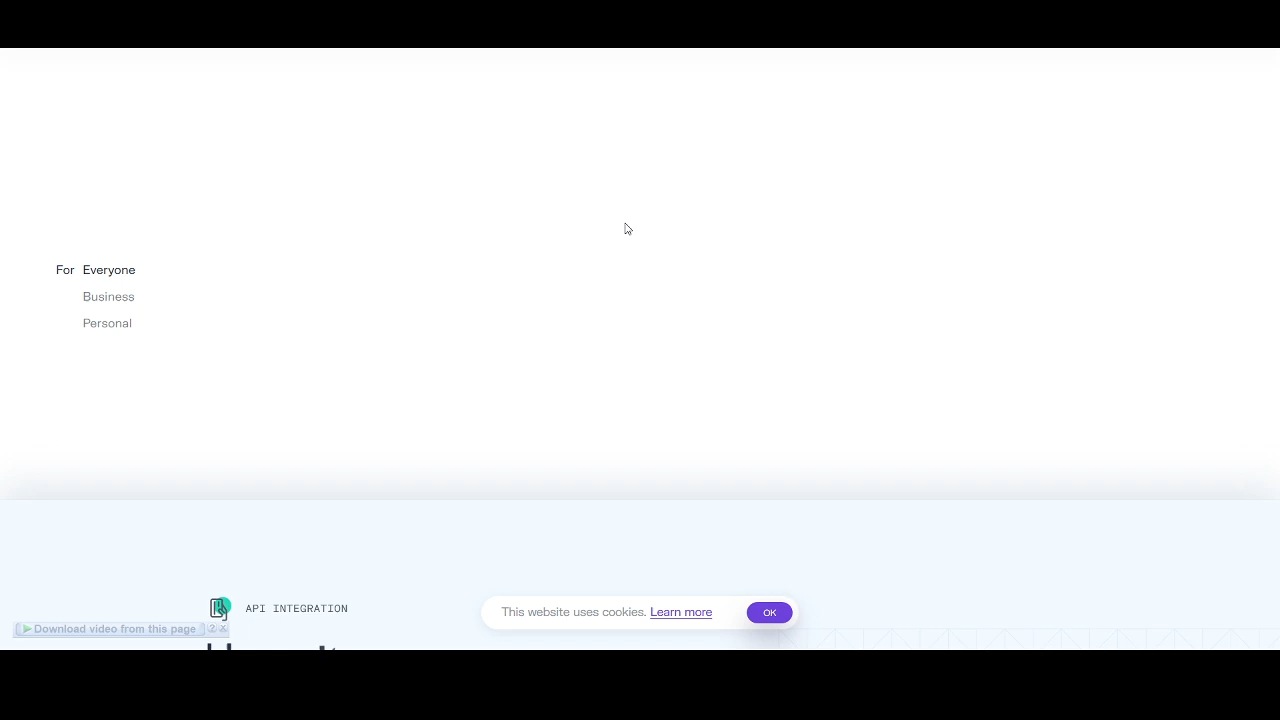 For Everyone
Business
Personal
API INTEGRATION
This website uses cookies. Learn more OK
Download video from this page ? X